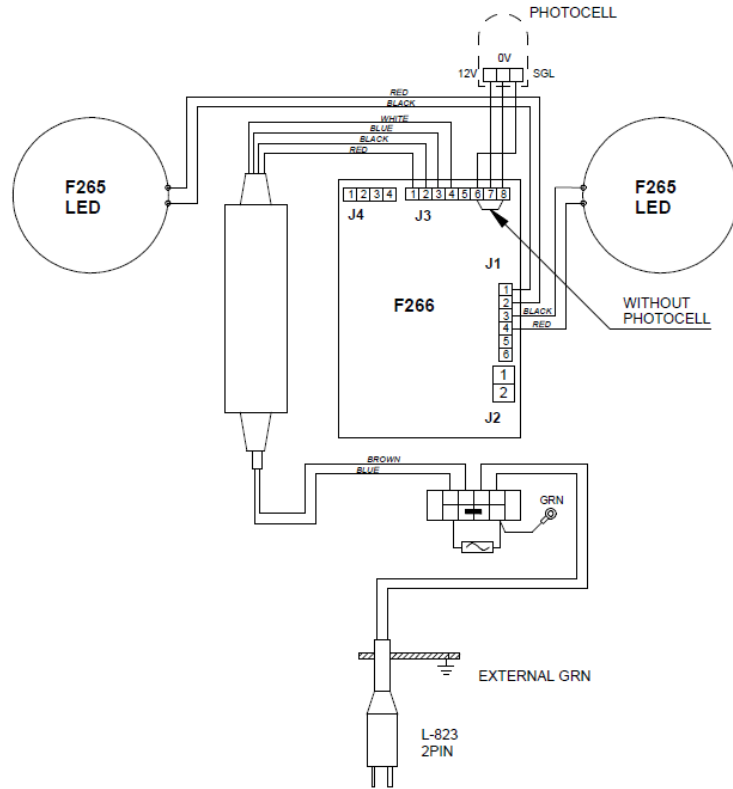 PHOTOCELL
0V
12V
SGL
RED
BLACK
WHITE
BLUE
BLACK
RED
F265
LED
F265
LED
1 2 3 4
1 2 3 4 5 6 7 8
J4
J3
J1
F266
1
2
3
4
5
6
BLACK
RED
WITHOUT
PHOTOCELL
1
2
J2
BROWN
BLUE
GRN
EXTERNAL GRN
L-823
2PIN